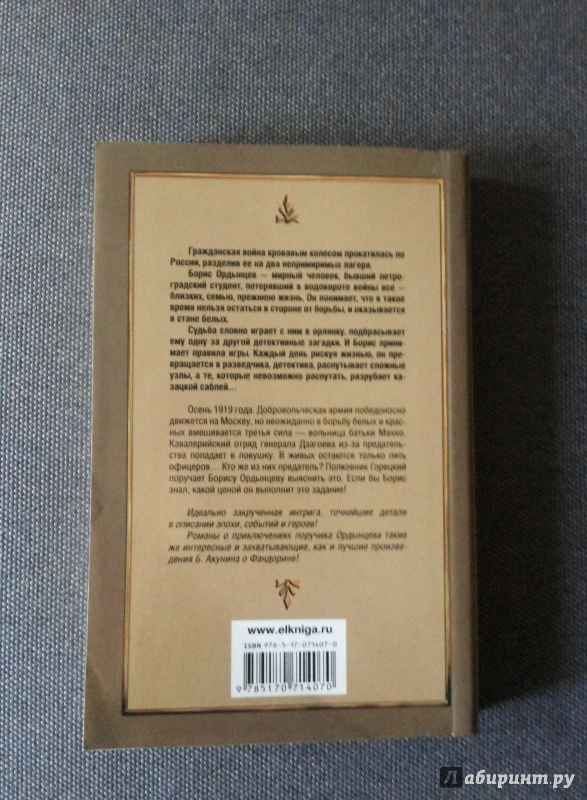 Гражданская война кровавым колесом прокатилась по
России, разделив ее на два непримиримых лагеря.
Борис Ордынцев — мирный человек, бывший петро-
градский студент, потерявший в водовороте войны все —
близких, семью, прежнюю жизнь. Он понимает, что в такое
время нельзя остаться в стороне от борьбы, и оказывается
в стане белых.
Судьба словно играет с ним в орлянку, подбрасывает
ему одну за другой детективные загадки. И Борис прини-
мает правила игры. Каждый день рискуя жизнью, он пре-
вращается в разведчика, детектива, распутывает сложные
узлы, а те, которые невозможно распутать, разрубает ка-
зацкой саблей...
Осень 1919 года. Добровольческая армия победоносно
движется на Москву, но неожиданно в борьбу белых и крас-
ных вмешивается третья сила — вольница батьки Махно.
Кавалерийский отряд генерала Дзагоева из-за предатель-
ства попадает в ловушку. В живых остаются только пять
офицеров... Кто же из них предатель? Полковник Горецкий
поручает Борису Ордынцеву выяснить это. Если бы Борис
знал, какой ценой он выполнит это задание!
Идеально закрученная интрига, точнейшие детали
в описании эпохи, событий и героев!
Романы о приключениях поручика Ордынцева такие
же интересные и захватывающие, как и лучшие произве-
дения Б. Акунина о Фандорине!
www.elkniga.ru
ISBN 978-5-17-071407-0
9 785170 714070
Лабиринт.ру